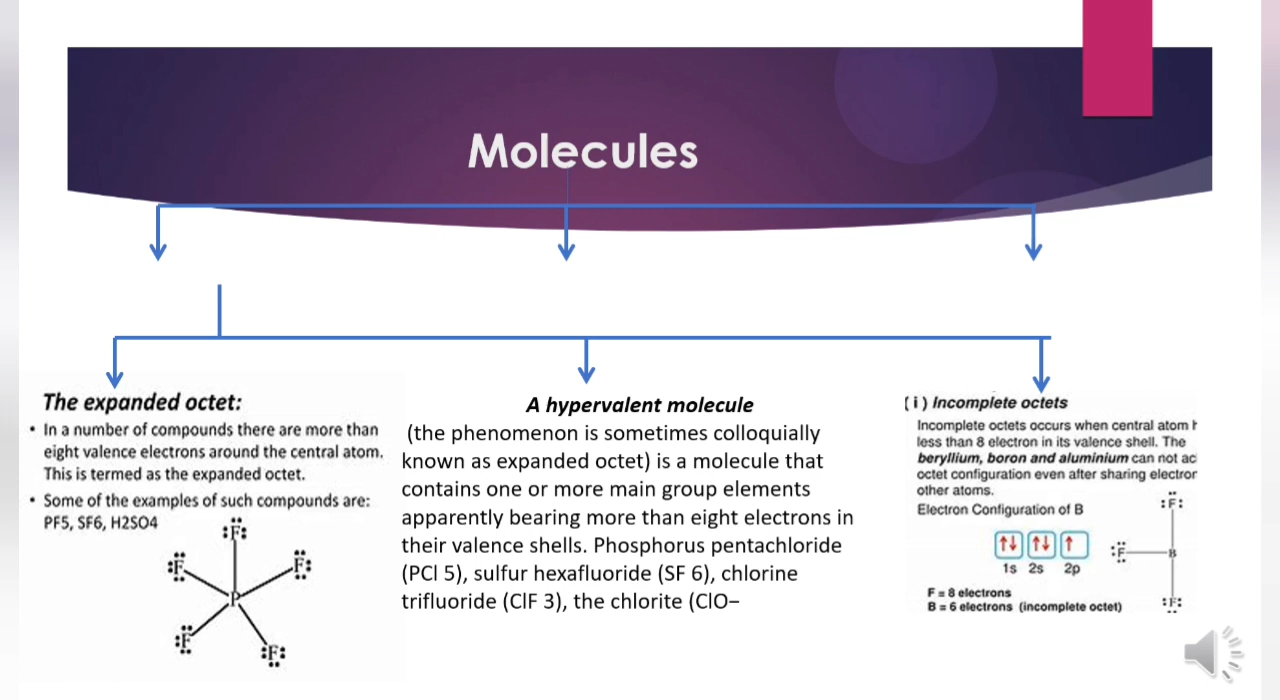 Molecules
The expanded octet:
• In a number of compounds there are more than
eight valence electrons around the central atom.
This is termed as the expanded octet.
• Some of the examples of such compounds are:
PF5, SF6, H2SO4
:F:
:F
F:
P
:F
:F:
A hypervalent molecule
(the phenomenon is sometimes colloquially
known as expanded octet) is a molecule that
contains one or more main group elements
apparently bearing more than eight electrons in
their valence shells. Phosphorus pentachloride
(PCl 5), sulfur hexafluoride (SF 6), chlorine
trifluoride (ClF 3), the chlorite (ClO−
( i ) Incomplete octets
Incomplete octets occurs when central atom
less than 8 electron in its valence shell. The
beryllium, boron and aluminium can not ac
octet configuration even after sharing electror
other atoms.
Electron Configuration of B
1s 2s 2p
:F:
:F B
:F:
F = 8 electrons
B = 6 electrons (incomplete octet)